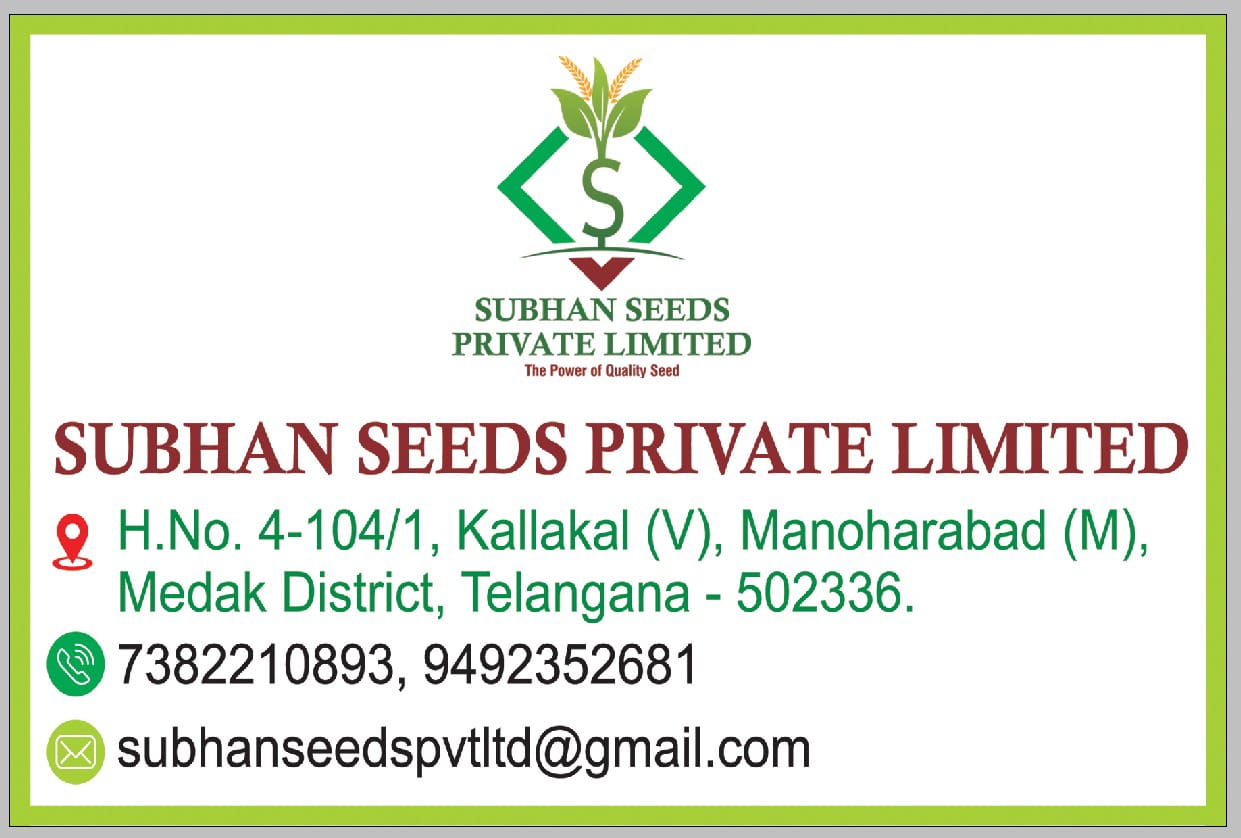 SUBHAN SEEDS
PRIVATE LIMITED
The Power of Quality Seed
SUBHAN SEEDS PRIVATE LIMITED
H.No. 4-104/1, Kallakal (V), Manoharabad (M),
Medak District, Telangana - 502336.
7382210893, 9492352681
subhanseedspvtltd@gmail.com